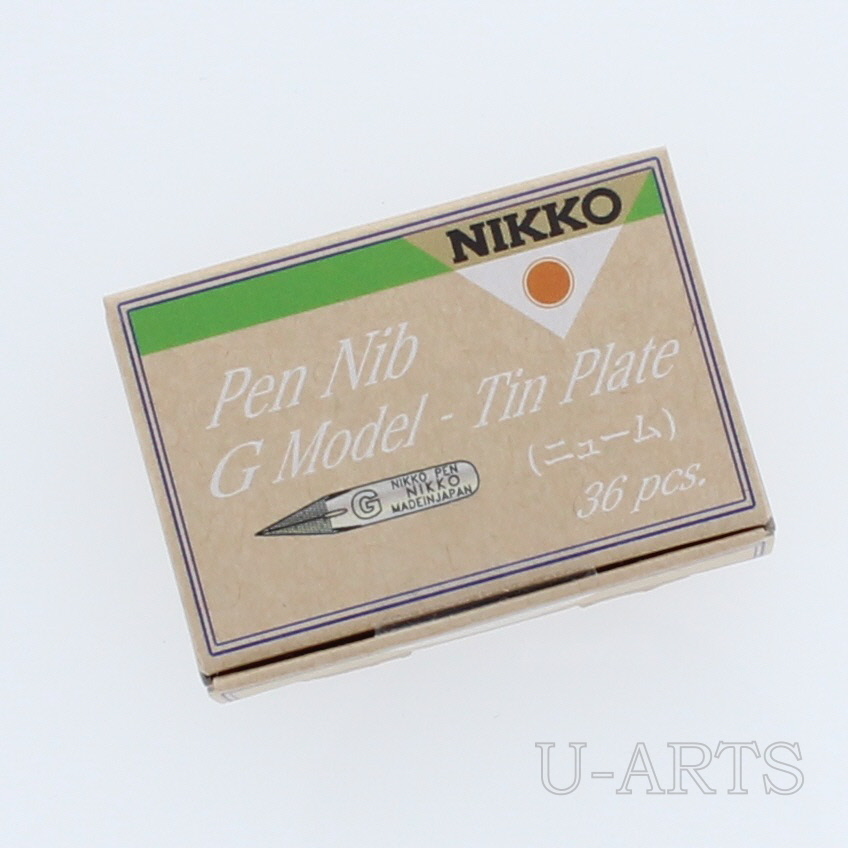 NIKKO
Pen Nib
G Model - Tin Plate
(ニューム)
36 pcs.
G
NIKKO PEN
NIKKO
MADEINJAPAN
U-ARTS